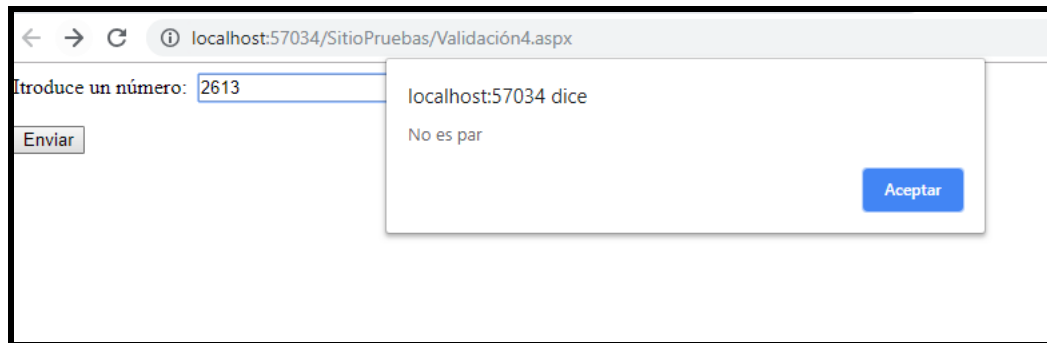 localhost:57034/SitioPruebas/Validación4.aspx
Itroduce un número: 2613
Enviar
localhost:57034 dice
No es par
Aceptar